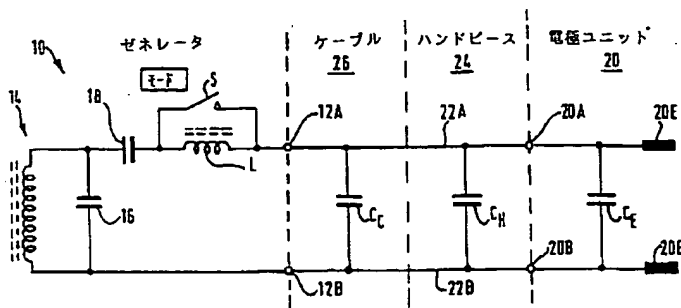 ゼネレータ
ケーブル
26
ハンドピース
24
電極ユニット
20
10
モード
S
14
18
12A
22A
20A
20E
L
16
CC
CH
CE
12B
22B
20B
20E